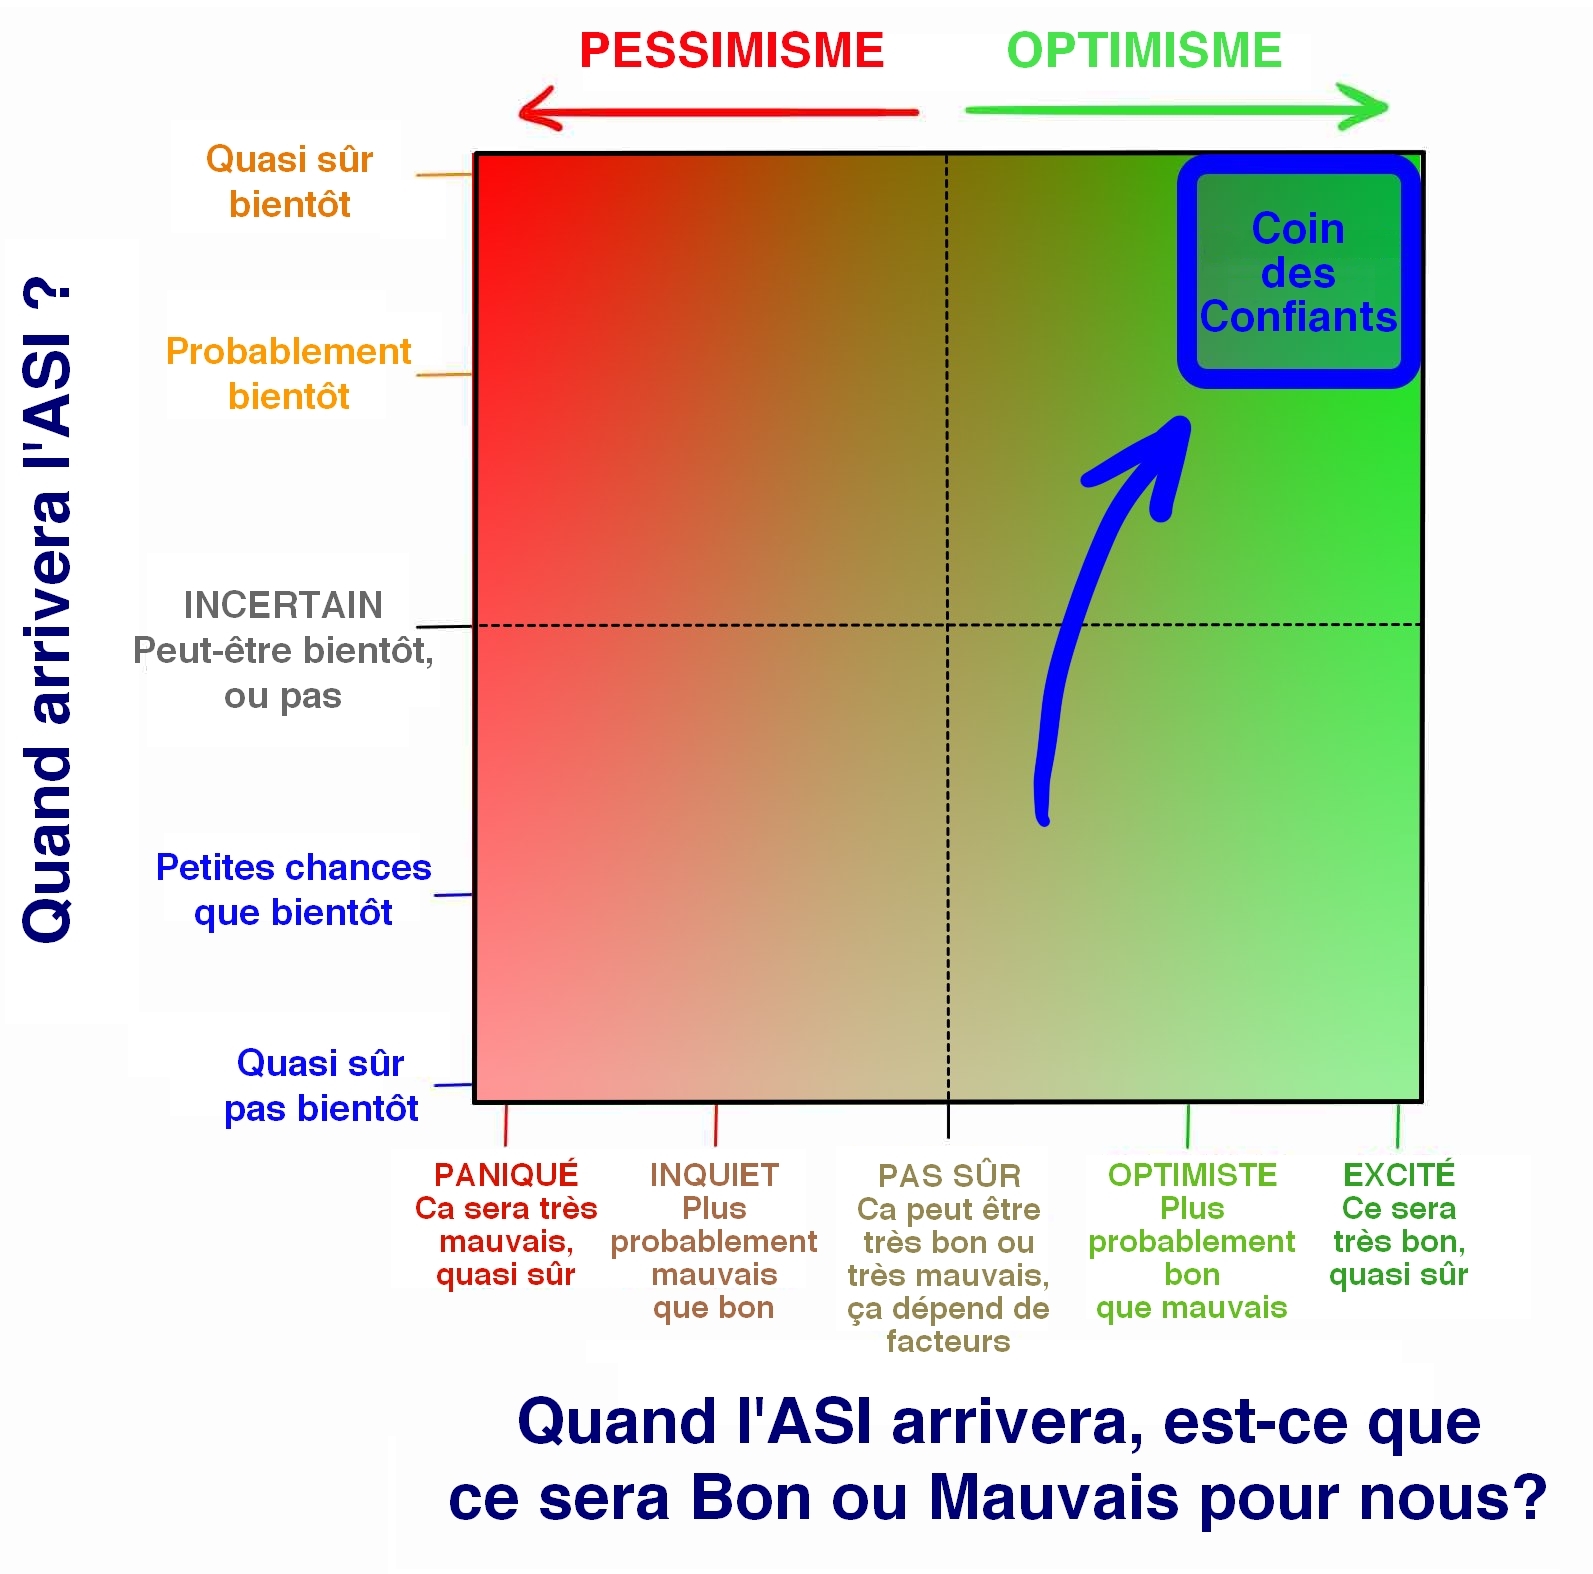 PESSIMISME
OPTIMISME
Quand arrivera l'ASI ?
Quasi sûr
bientôt
Probablement
bientôt
INCERTAIN
Peut-être bientôt,
ou pas
Petites chances
que bientôt
Quasi sûr
pas bientôt
Coin
des
Confiants
PANIQUÉ
Ca sera très
mauvais,
quasi sûr
INQUIET
Plus
probablement
mauvais
que bon
PAS SÛR
Ca peut être
très bon ou
très mauvais,
ça dépend de
facteurs
OPTIMISTE
Plus
probablement
bon
que mauvais
EXCITÉ
Ce sera
très bon,
quasi sûr
Quand l'ASI arrivera, est-ce que
ce sera Bon ou Mauvais pour nous?